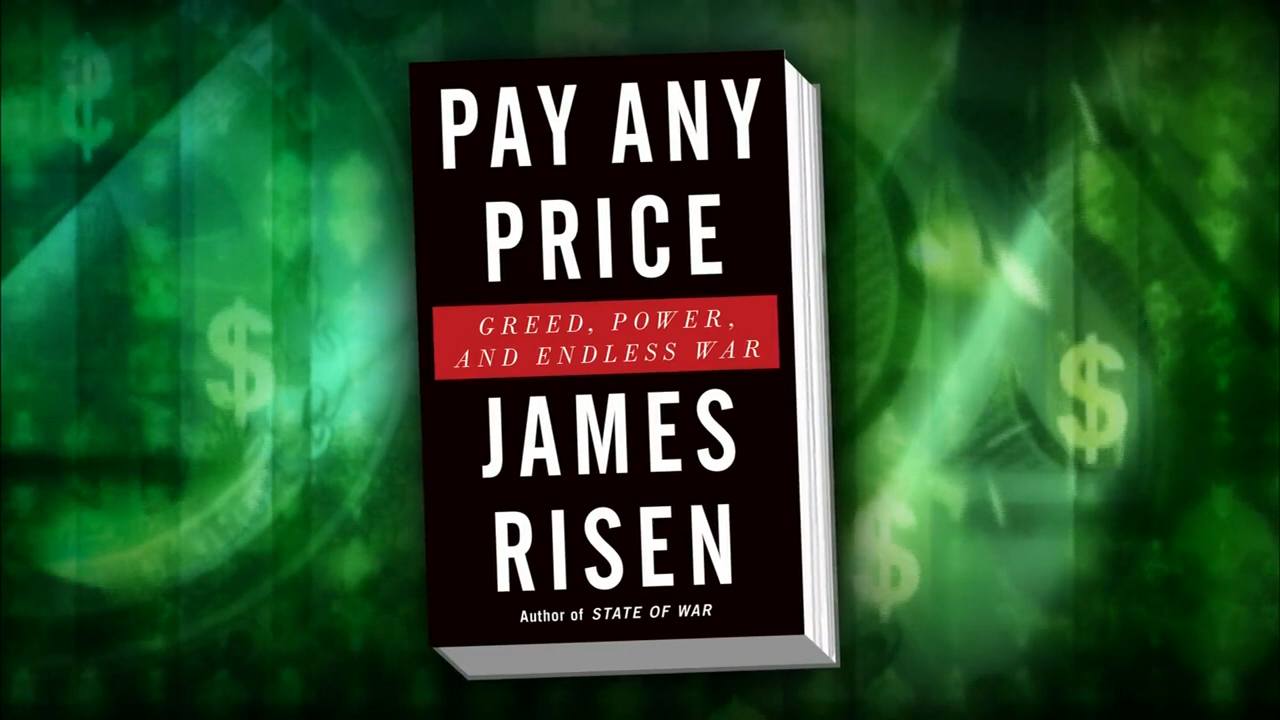 PAY ANY
PRICE
GREED, POWER,
AND ENDLESS WAR
JAMES
RISEN
Author of STATE OF WAR
$
$
$
$